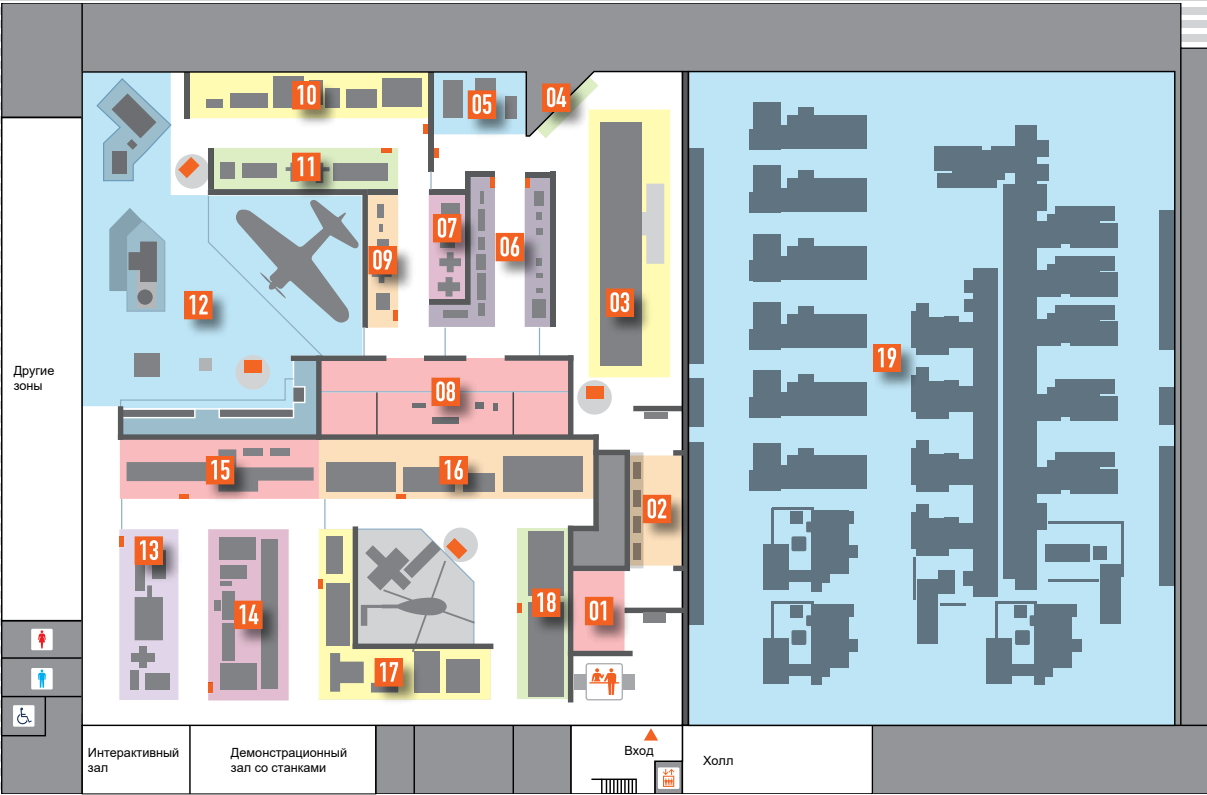 10
05
04
11
07
06
09
12
03
Другие
зоны
19
08
15
16
02
13
14
18
01
17
Интерактивный
зал
Демонстрационный
зал со станками
Вход
Холл